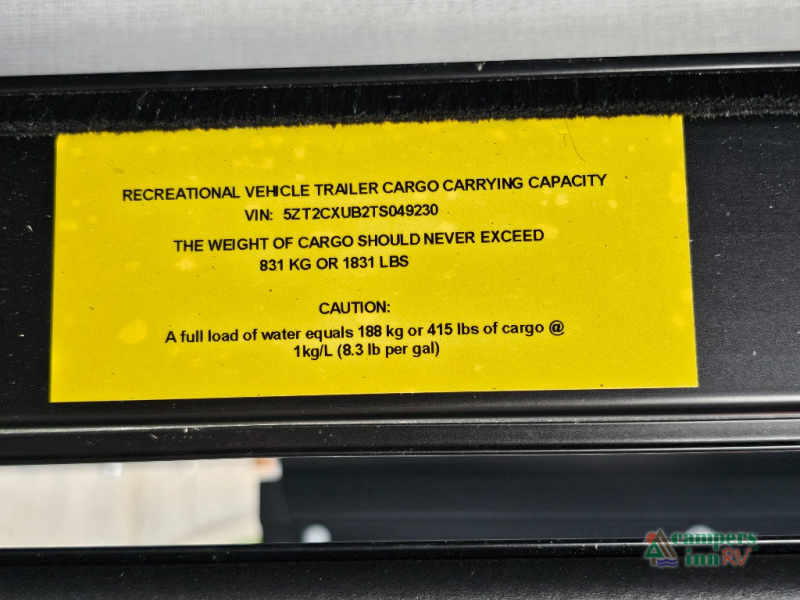 RECREATIONAL VEHICLE TRAILER CARGO CARRYING CAPACITY
VIN: 5ZT2CXUB2TS049230
THE WEIGHT OF CARGO SHOULD NEVER EXCEED
831 KG OR 1831 LBS
CAUTION:
A full load of water equals 188 kg or 415 lbs of cargo @
1kg/L (8.3 lb per gal)
campers
inn RV